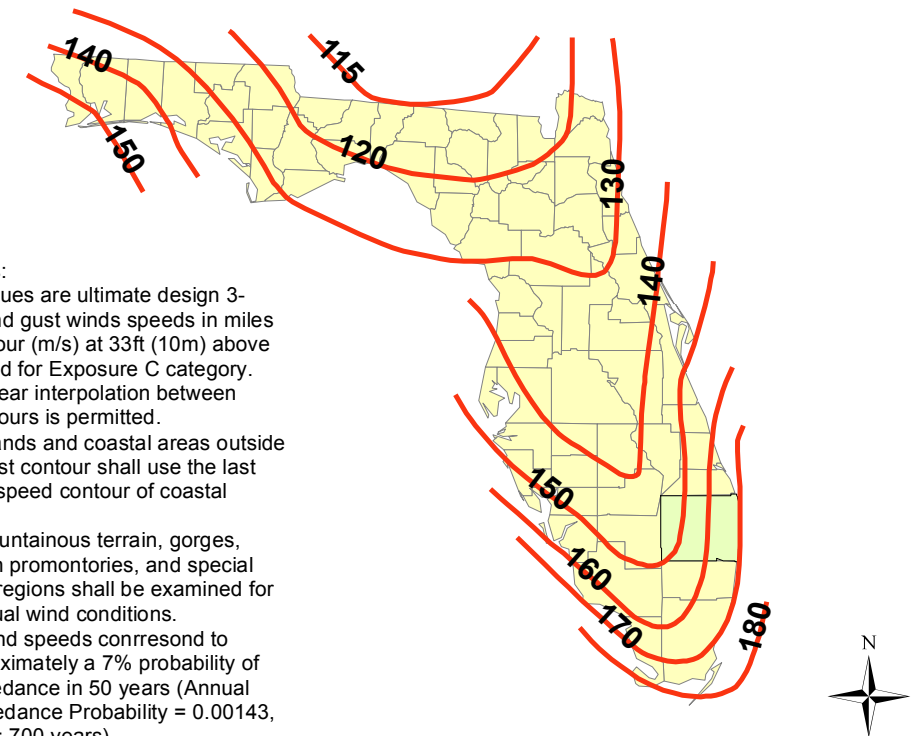 140
115
150
120
130
140
:
ues are ultimate design 3-
nd gust winds speeds in miles
our (m/s) at 33ft (10m) above
d for Exposure C category.
ear interpolation between
ours is permitted.
ands and coastal areas outside
st contour shall use the last
speed contour of coastal
untainous terrain, gorges,
n promontories, and special
regions shall be examined for
ual wind conditions.
nd speeds conrresond to
ximately a 7% probability of
edance in 50 years (Annual
edance Probability = 0.00143,
700 years)
150
160
170
180
N